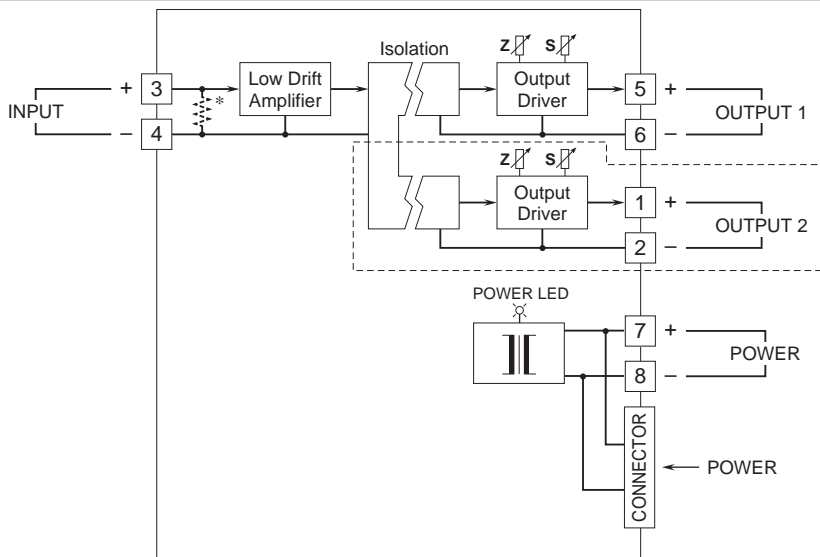 Isolation
Z S
+ 3
*
Low Drift
Amplifier
Output
Driver
5 +
INPUT
OUTPUT 1
– 4
6 –
Z S
Output
Driver
1 +
OUTPUT 2
2 –
POWER LED
7 +
POWER
8 –
CONNECTOR
POWER